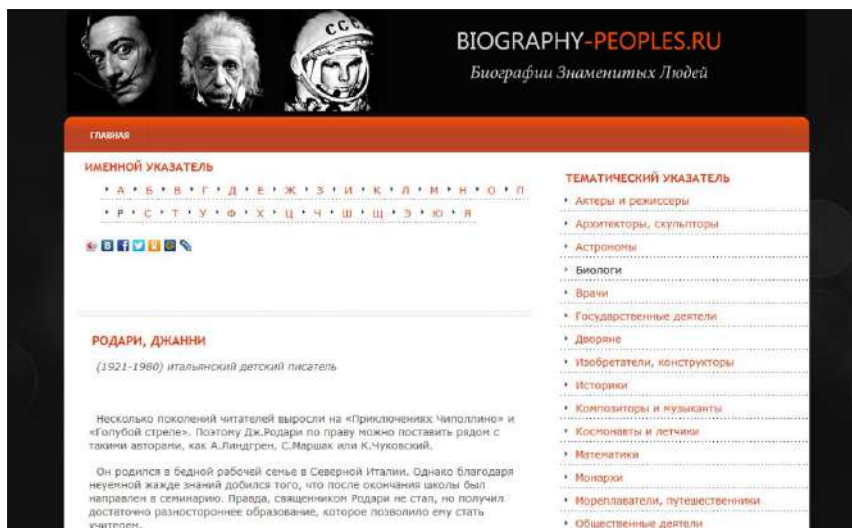 СССР
BIOGRAPHY-PEOPLES.RU
Биографии Знаменитых Людей
ГЛАВНАЯ
ИМЕННОЙ УКАЗАТЕЛЬ
А Б В Г Д Е Ж З И К Л М Н О П
Р С Т У Ф Х Ц Ч Ш Щ Э Ю Я
РОДАРИ, ДЖАННИ
(1921-1980) итальянский детский писатель
Несколько поколений читателей выросли на «Приключениях Чиполлино» и
«Голубой стреле». Поэтому Дж.Родари по праву можно поставить рядом с
такими авторами, как А.Линдгрен, С.Маршак или К.Чуковский.
Он родился в бедной рабочей семье в Северной Италии. Однако благодаря
неуемной жажде знаний добился того, что после окончания школы был
направлен в семинарию. Правда, священником Родари не стал, но получил
достаточно разностороннее образование, которое позволило ему стать
учителем.
ТЕМАТИЧЕСКИЙ УКАЗАТЕЛЬ
Актеры и режиссеры
Архитекторы, скульпторы
Астрономы
Биологи
Врачи
Государственные деятели
Дворяне
Изобретатели, конструкторы
Историки
Композиторы и музыканты
Космонавты и летчики
Математики
Монархи
Мореплаватели, путешественники
Общественные деятели